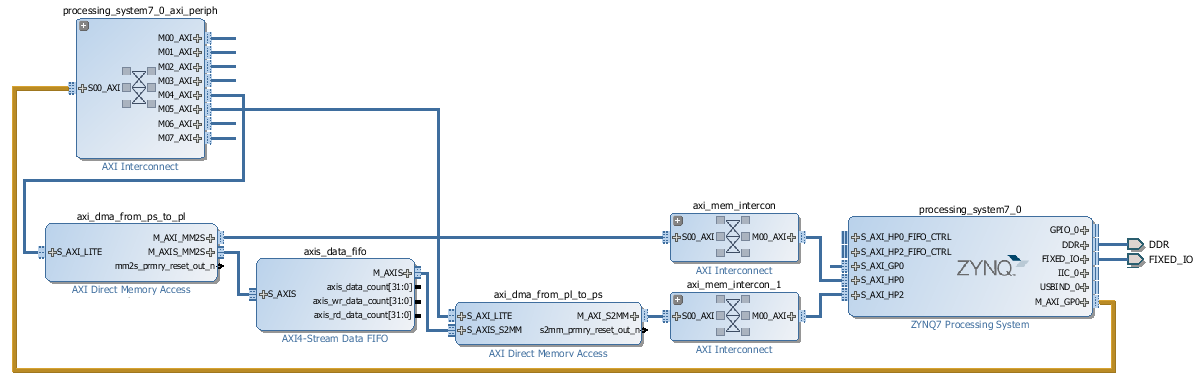 processing_system7_0_axi_periph
S00_AXI
M00_AXI
M01_AXI
M02_AXI
M03_AXI
M04_AXI
M05_AXI
M06_AXI
M07_AXI
AXI Interconnect
axi_dma_from_ps_to_pl
S_AXI_LITE
M_AXI_MM2S
M_AXIS_MM2S
mm2s_prmry_reset_out_n
AXI Direct Memory Access
axis_data_fifo
S_AXIS
M_AXIS
axis_data_count[31:0]
axis_wr_data_count[31:0]
axis_rd_data_count[31:0]
AXI4-Stream Data FIFO
axi_dma_from_pl_to_ps
S_AXI_LITE
S_AXIS_S2MM
M_AXI_S2MM
s2mm_prmry_reset_out_n
AXI Direct Memory Access
axi_mem_intercon
S00_AXI
M00_AXI
AXI Interconnect
axi_mem_intercon_1
S00_AXI
M00_AXI
AXI Interconnect
processing_system7_0
S_AXI_HP0_FIFO_CTRL
S_AXI_HP2_FIFO_CTRL
S_AXI_GP0
S_AXI_HP0
S_AXI_HP2
ZYNQ
GPIO_0
DDR
FIXED_IO
IIC_0
USBIND_0
M_AXI_GP0
ZYNQ7 Processing System
DDR
FIXED_IO